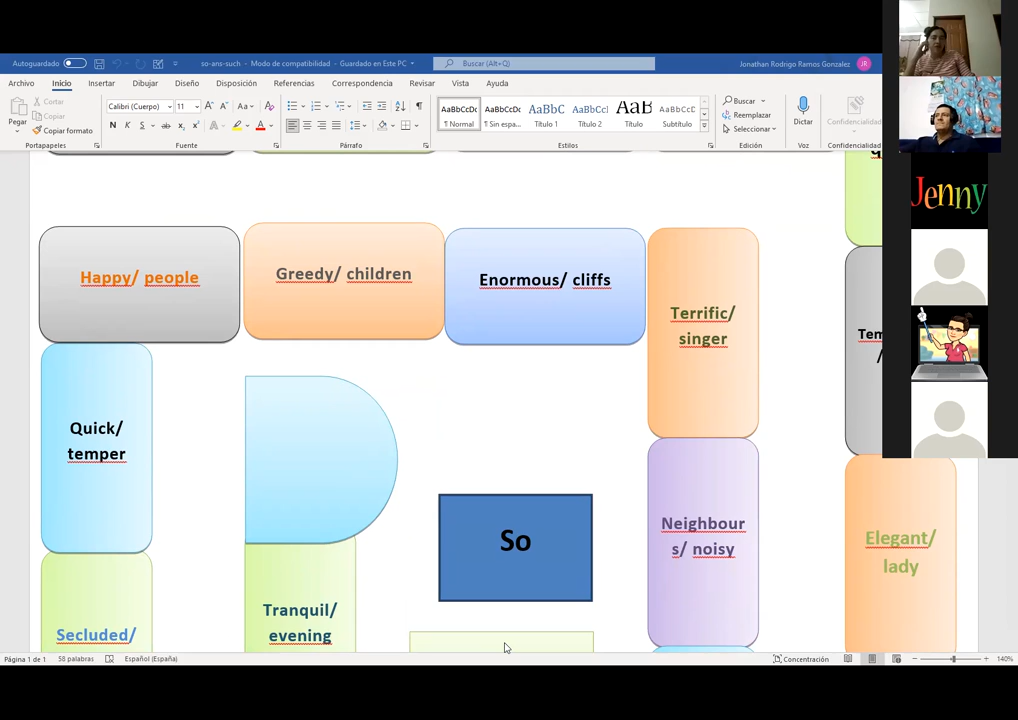 Autoguardado
so-ans-such - Modo de compatibilidad - Guardado en Este PC
Buscar (Alt+Q)
Jonathan Rodrigo Ramos Gonzalez
JR
Archivo Inicio Insertar Dibujar Diseño Disposición Referencias Correspondencia Revisar Vista Ayuda
Pegar
Cortar
Copiar
Copiar formato
Portapapeles
Calibri (Cuerpo) 11
N K S
Fuente
Párrafo
AaBbCcDc AaBbCcDc AaBbC AaBbCcl AaB AaBbCcD
¶ Normal ¶ Sin espa... Título 1 Título 2 Título Subtítulo
Estilos
Buscar
Reemplazar
Seleccionar
Edición
Dictar
Voz
Confidencialidad
Confidencialidad
Jenny
Happy/ people
Greedy/ children
Enormous/ cliffs
Terrific/
singer
Tem
/
Quick/
temper
So
Neighbour
s/ noisy
Elegant/
lady
Tranquil/
evening
Secluded/
Página 1 de 1 58 palabras Español (España)
Concentración
140%